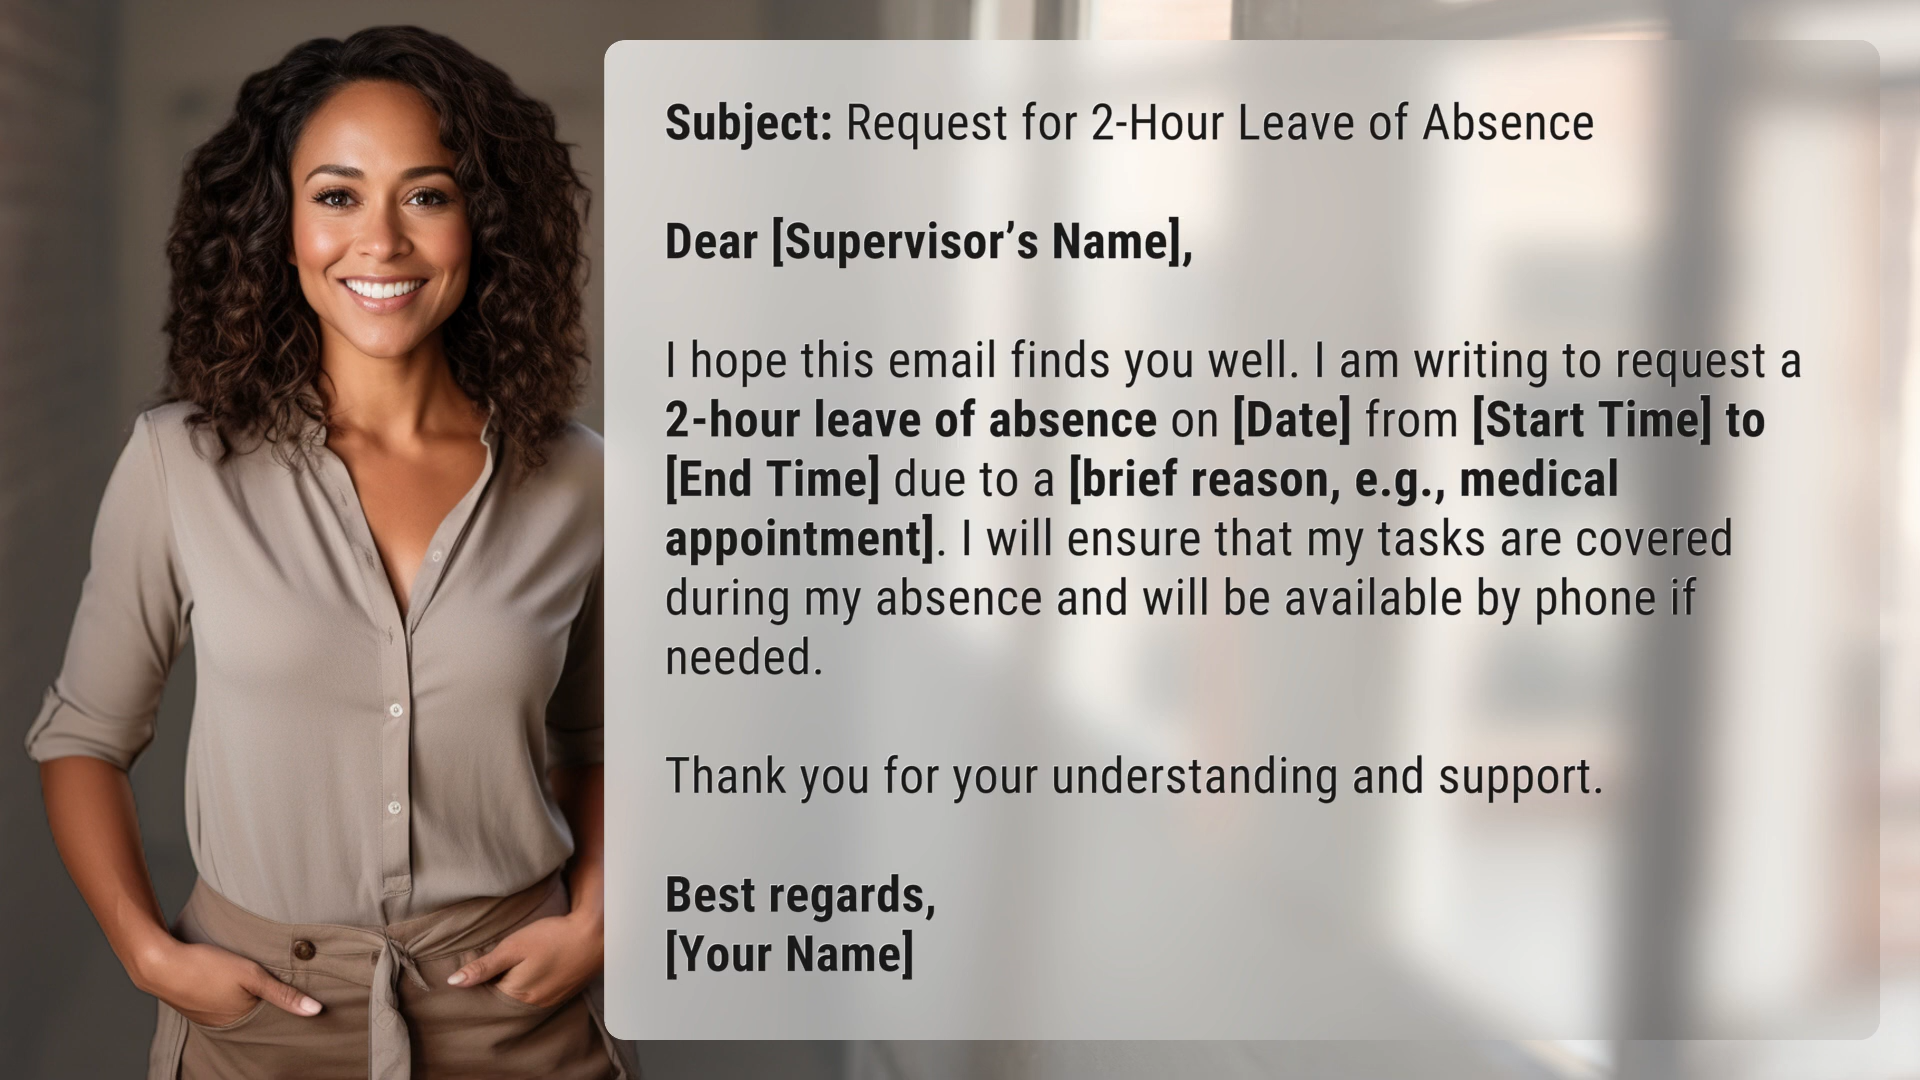 Subject: Request for 2-Hour Leave of Absence
Dear [Supervisor’s Name],
I hope this email finds you well. I am writing to request a
2-hour leave of absence on [Date] from [Start Time] to
[End Time] due to a [brief reason, e.g., medical
appointment]. I will ensure that my tasks are covered
during my absence and will be available by phone if
needed.
Thank you for your understanding and support.
Best regards,
[Your Name]